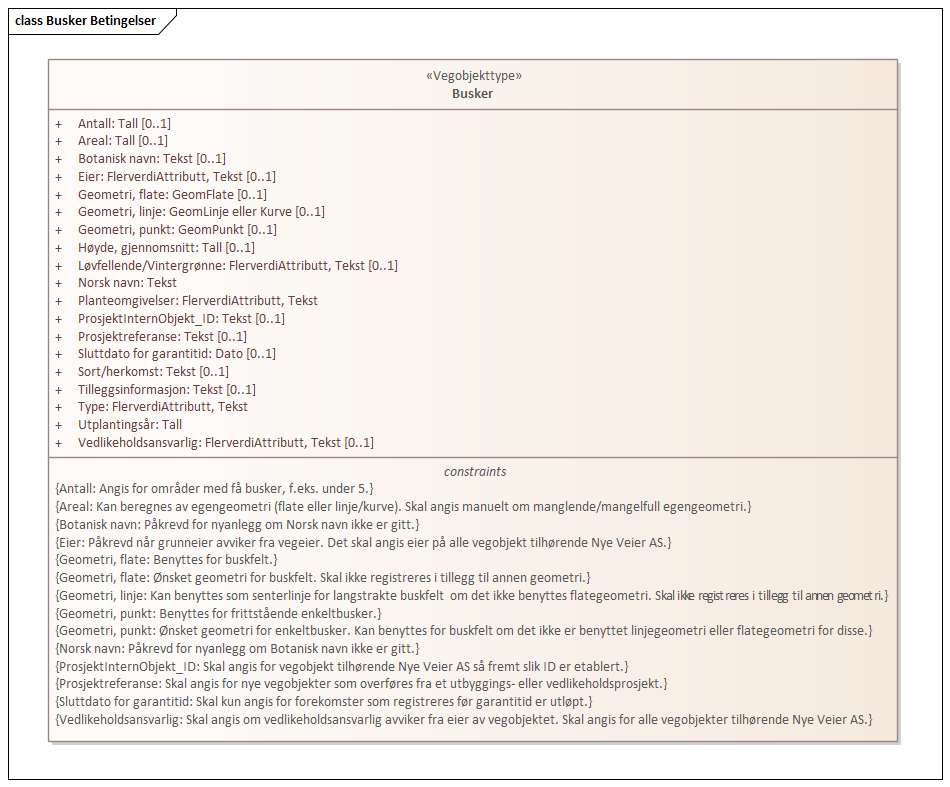 class Busker Betingelser
«Vegobjekttype»
Busker
+ Antall: Tall [0..1]
+ Areal: Tall [0..1]
+ Botanisk navn: Tekst [0..1]
+ Eier: FlerverdiAttributt, Tekst [0..1]
+ Geometri, flate: GeomFlate [0..1]
+ Geometri, linje: GeomLinje eller Kurve [0..1]
+ Geometri, punkt: GeomPunkt [0..1]
+ Høyde, gjennomsnitt: Tall [0..1]
+ Løvfellende/Vintergrønne: FlerverdiAttributt, Tekst [0..1]
+ Norsk navn: Tekst
+ Planteomgivelser: FlerverdiAttributt, Tekst
+ ProsjektInternObjekt_ID: Tekst [0..1]
+ Prosjektreferanse: Tekst [0..1]
+ Sluttdato for garantitid: Dato [0..1]
+ Sort/herkomst: Tekst [0..1]
+ Tilleggsinformasjon: Tekst [0..1]
+ Type: FlerverdiAttributt, Tekst
+ Utplantingsår: Tall
+ Vedlikeholdsansvarlig: FlerverdiAttributt, Tekst [0..1]
constraints
{Antall: Angis for områder med få busker, f.eks. under 5.}
{Areal: Kan beregnes av egengeometri (flate eller linje/kurve). Skal angis manuelt om manglende/mangelfull egengeometri.}
{Botanisk navn: Påkrevd for nyanlegg om Norsk navn ikke er gitt.}
{Eier: Påkrevd når grunneier avviker fra vegeier. Det skal angis eier på alle vegobjekt tilhørende Nye Veier AS.}
{Geometri, flate: Benyttes for buskfelt.}
{Geometri, flate: Ønsket geometri for buskfelt. Skal ikke registreres i tillegg til annen geometri.}
{Geometri, linje: Kan benyttes som senterlinje for langstrakte buskfelt om det ikke benyttes flategeometri. Skal ikke registreres i tillegg til annen geometri.}
{Geometri, punkt: Benyttes for frittstående enkeltbusker.}
{Geometri, punkt: Ønsket geometri for enkeltbusker. Kan benyttes for buskfelt om det ikke er benyttet linjegeometri eller flategeometri for disse.}
{Norsk navn: Påkrevd for nyanlegg om Botanisk navn ikke er gitt.}
{ProsjektInternObjekt_ID: Skal angis for vegobjekt tilhørende Nye Veier AS så fremt slik ID er etablert.}
{Prosjektreferanse: Skal angis for nye vegobjekter som overføres fra et utbyggings- eller vedlikeholdsprosjekt.}
{Sluttdato for garantitid: Skal kun angis for forekomster som registreres før garantitid er utløpt.}
{Vedlikeholdsansvarlig: Skal angis om vedlikeholdsansvarlig avviker fra eier av vegobjektet. Skal angis for alle vegobjekter tilhørende Nye Veier AS.}